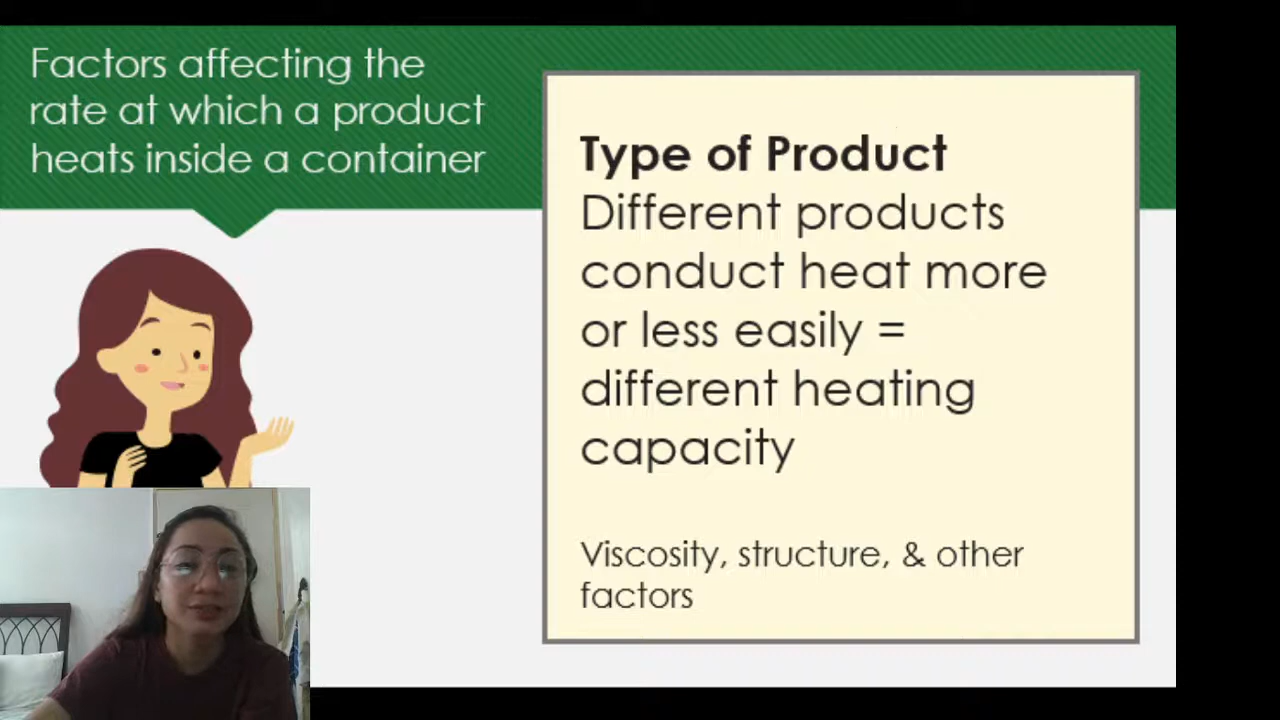 Factors affecting the
rate at which a product
heats inside a container
Type of Product
Different products
conduct heat more
or less easily =
different heating
capacity
Viscosity, structure, & other
factors